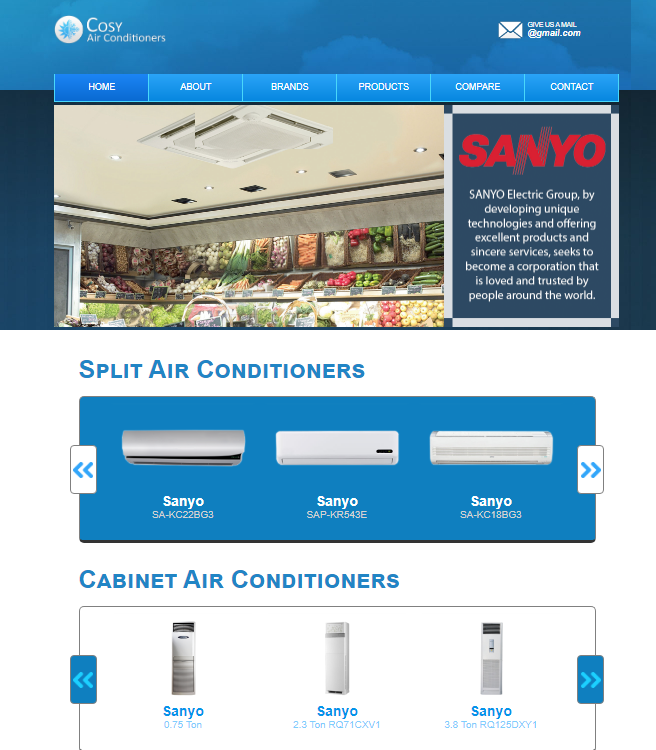 COSY
Air Conditioners
GIVE US A MAIL
@gmail.com
HOME
ABOUT
BRANDS
PRODUCTS
COMPARE
CONTACT
SANYO
SANYO Electric Group, by
developing unique
technologies and offering
excellent products and
sincere services, seeks to
become a corporation that
is loved and trusted by
people around the world.
SPLIT AIR CONDITIONERS
Sanyo
SA-KC22BG3
Sanyo
SAP-KR543E
Sanyo
SA-KC18BG3
CABINET AIR CONDITIONERS
Sanyo
0.75 Ton
Sanyo
2.3 Ton RQ71CXV1
Sanyo
3.8 Ton RQ125DXY1